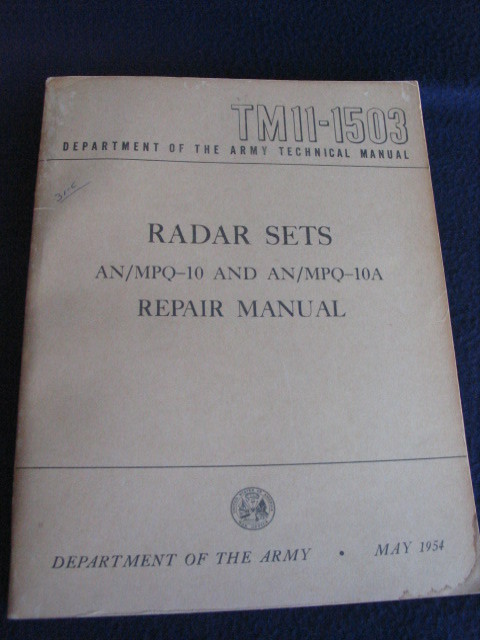 TM11-1503
DEPARTMENT OF THE ARMY TECHNICAL MANUAL
RADAR SETS
AN/MPQ-10 AND AN/MPQ-10A
REPAIR MANUAL
DEPARTMENT OF THE ARMY • MAY 1954